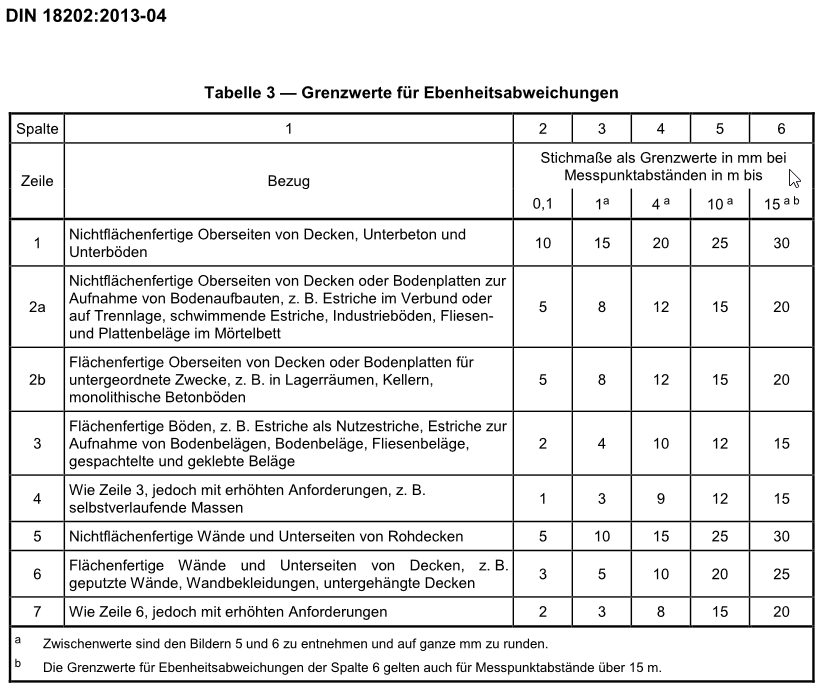 DIN 18202:2013-04
Tabelle 3 — Grenzwerte für Ebenheitsabweichungen
Spalte 1 2 3 4 5 6
Zeile Bezug Stichmaße als Grenzwerte in mm bei
Messpunktabständen in m bis
0,1 1a 4 a 10 a 15 a b
1 Nichtflächenfertige Oberseiten von Decken, Unterbeton und
Unterböden 10 15 20 25 30
2a Nichtflächenfertige Oberseiten von Decken oder Bodenplatten zur
Aufnahme von Bodenaufbauten, z. B. Estriche im Verbund oder
auf Trennlage, schwimmende Estriche, Industrieböden, Fliesen-
und Plattenbeläge im Mörtelbett 5 8 12 15 20
2b Flächenfertige Oberseiten von Decken oder Bodenplatten für
untergeordnete Zwecke, z. B. in Lagerräumen, Kellern,
monolithische Betonböden 5 8 12 15 20
3 Flächenfertige Böden, z. B. Estriche als Nutzestriche, Estriche zur
Aufnahme von Bodenbelägen, Bodenbeläge, Fliesenbeläge,
gespachtelte und geklebte Beläge 2 4 10 12 15
4 Wie Zeile 3, jedoch mit erhöhten Anforderungen, z. B.
selbstverlaufende Massen 1 3 9 12 15
5 Nichtflächenfertige Wände und Unterseiten von Rohdecken 5 10 15 25 30
6 Flächenfertige Wände und Unterseiten von Decken, z. B.
geputzte Wände, Wandbekleidungen, untergehängte Decken 3 5 10 20 25
7 Wie Zeile 6, jedoch mit erhöhten Anforderungen 2 3 8 15 20
a Zwischenwerte sind den Bildern 5 und 6 zu entnehmen und auf ganze mm zu runden.
b Die Grenzwerte für Ebenheitsabweichungen der Spalte 6 gelten auch für Messpunktabstände über 15 m.